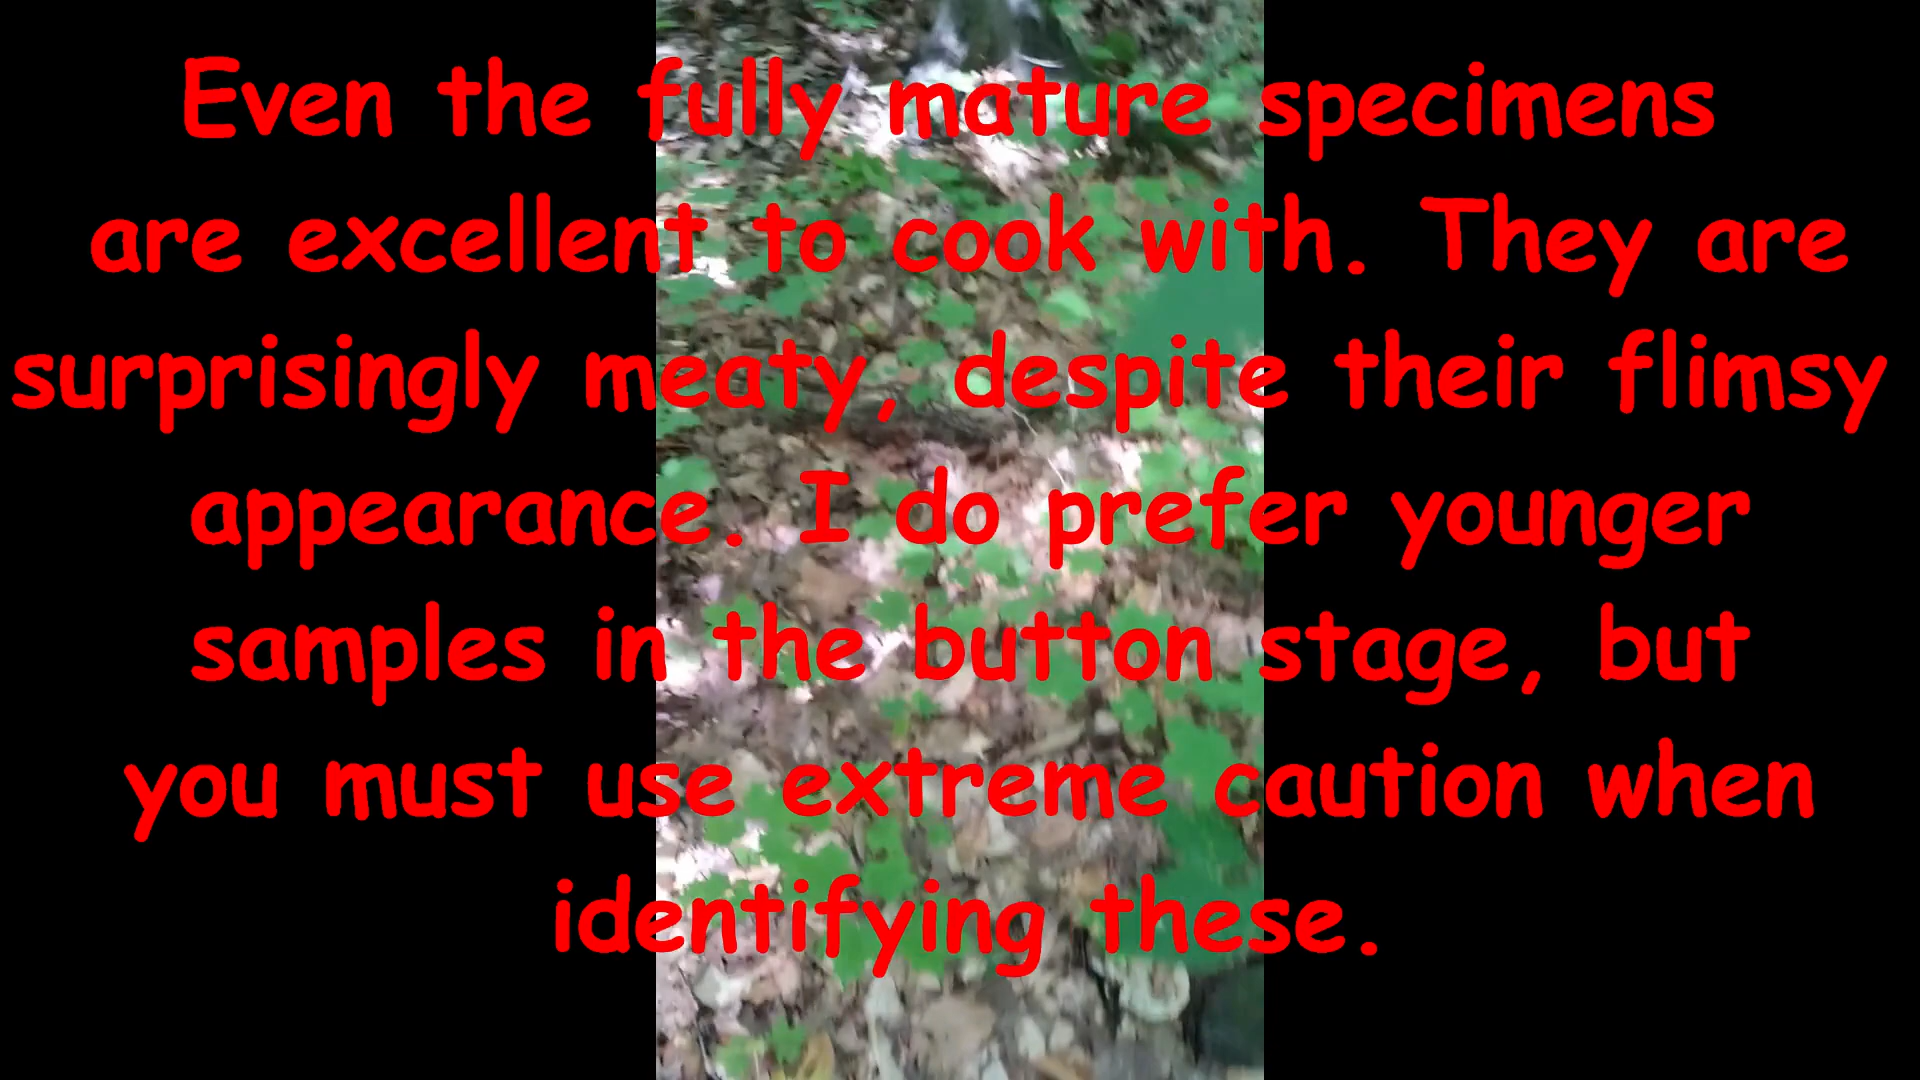 Even the fully mature specimens
are excellent to cook with. They are
surprisingly meaty, despite their flimsy
appearance. I do prefer younger
samples in the button stage, but
you must use extreme caution when
identifying these.